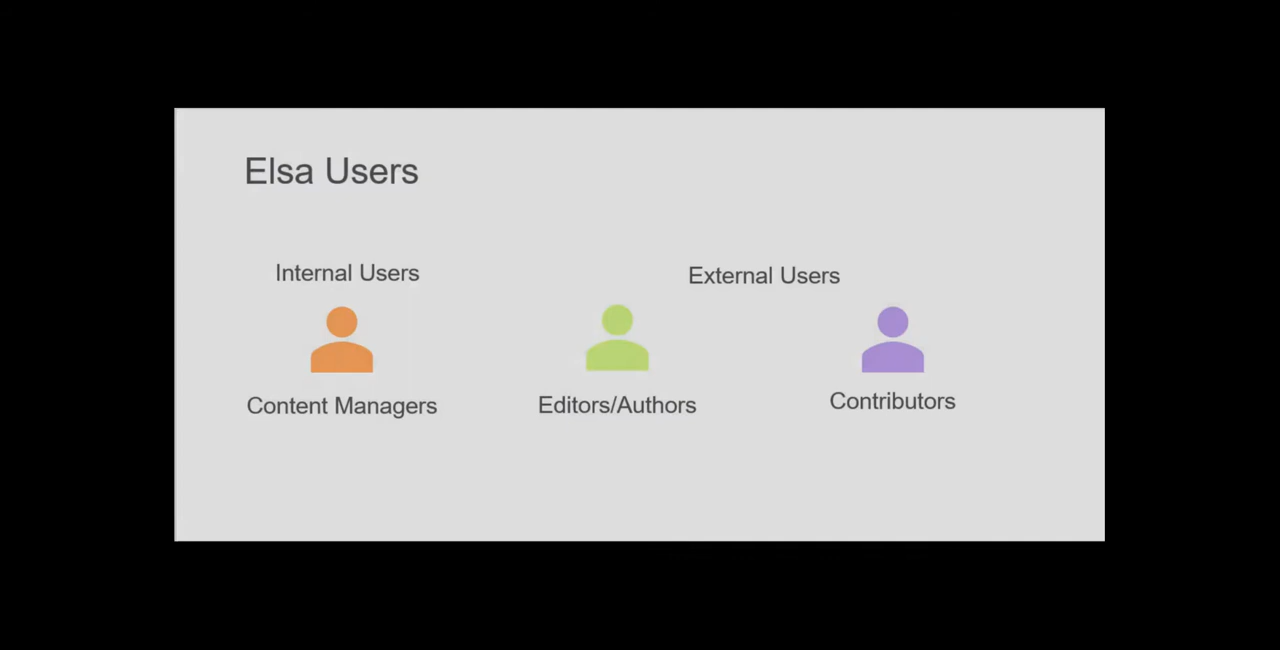 Elsa Users
Internal Users
External Users
Content Managers
Editors/Authors
Contributors